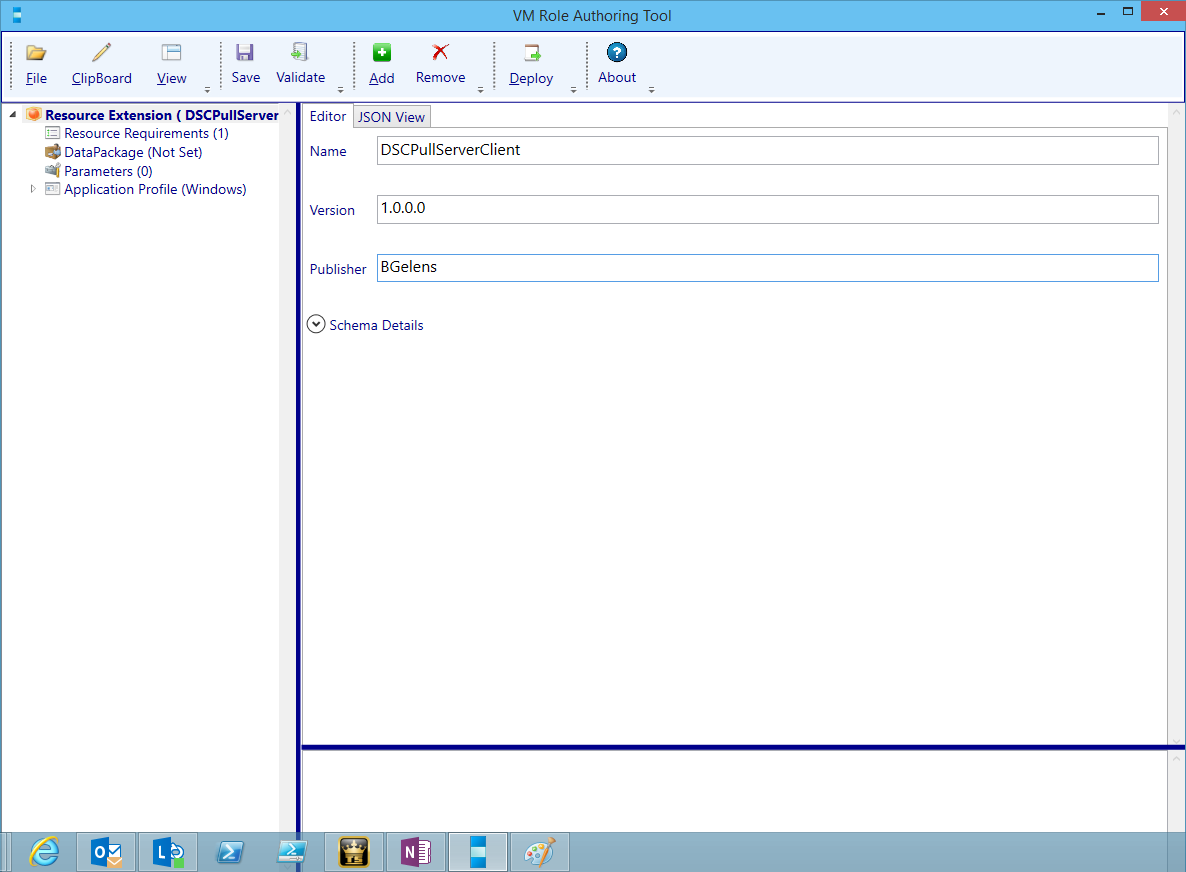 VM Role Authoring Tool
File ClipBoard View Save Validate Add Remove Deploy About
Resource Extension ( DSCPullServer
Resource Requirements (1)
DataPackage (Not Set)
Parameters (0)
Application Profile (Windows)
Editor JSON View
Name DSCPullServerClient
Version 1.0.0.0
Publisher BGelens
Schema Details